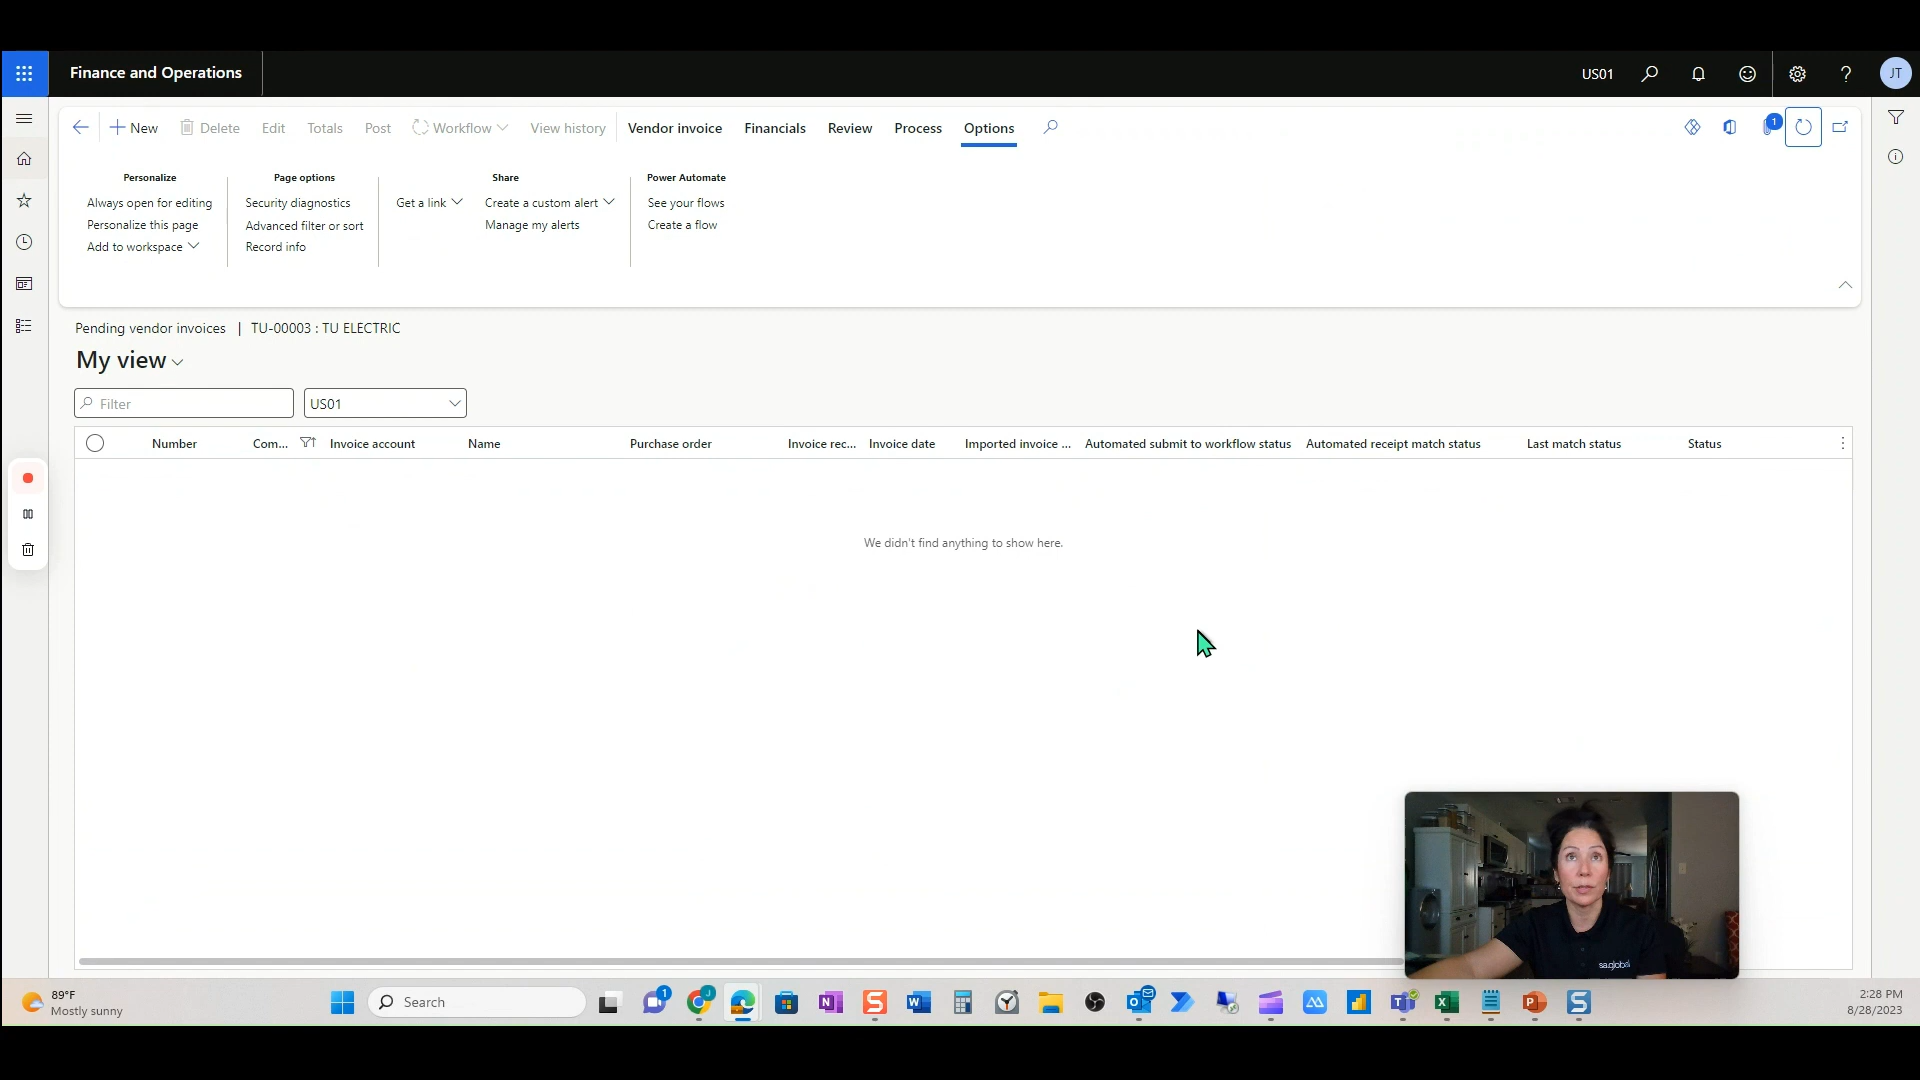 Finance and Operations
US01
JT
New
Delete
Edit
Totals
Post
Workflow
View history
Vendor invoice
Financials
Review
Process
Options
1
Personalize
Always open for editing
Personalize this page
Add to workspace
Page options
Security diagnostics
Advanced filter or sort
Record info
Share
Get a link
Create a custom alert
Manage my alerts
Power Automate
See your flows
Create a flow
Pending vendor invoices | TU-00003 : TU ELECTRIC
My view
Filter
US01
Number
Com...
Invoice account
Name
Purchase order
Invoice rec...
Invoice date
Imported invoice ...
Automated submit to workflow status
Automated receipt match status
Last match status
Status
We didn't find anything to show here.
sa.global
89°F
Mostly sunny
Search
1
J
2:28 PM
8/28/2023